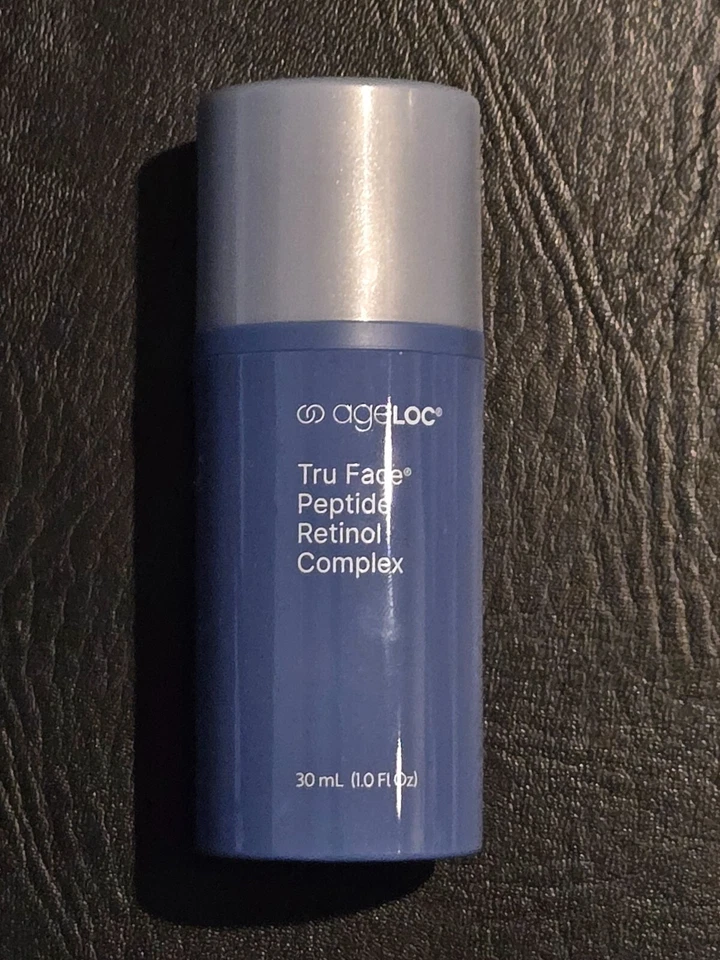 ageLOC®
Tru Face®
Peptide
Retinol
Complex
30 mL (1.0 Fl Oz)